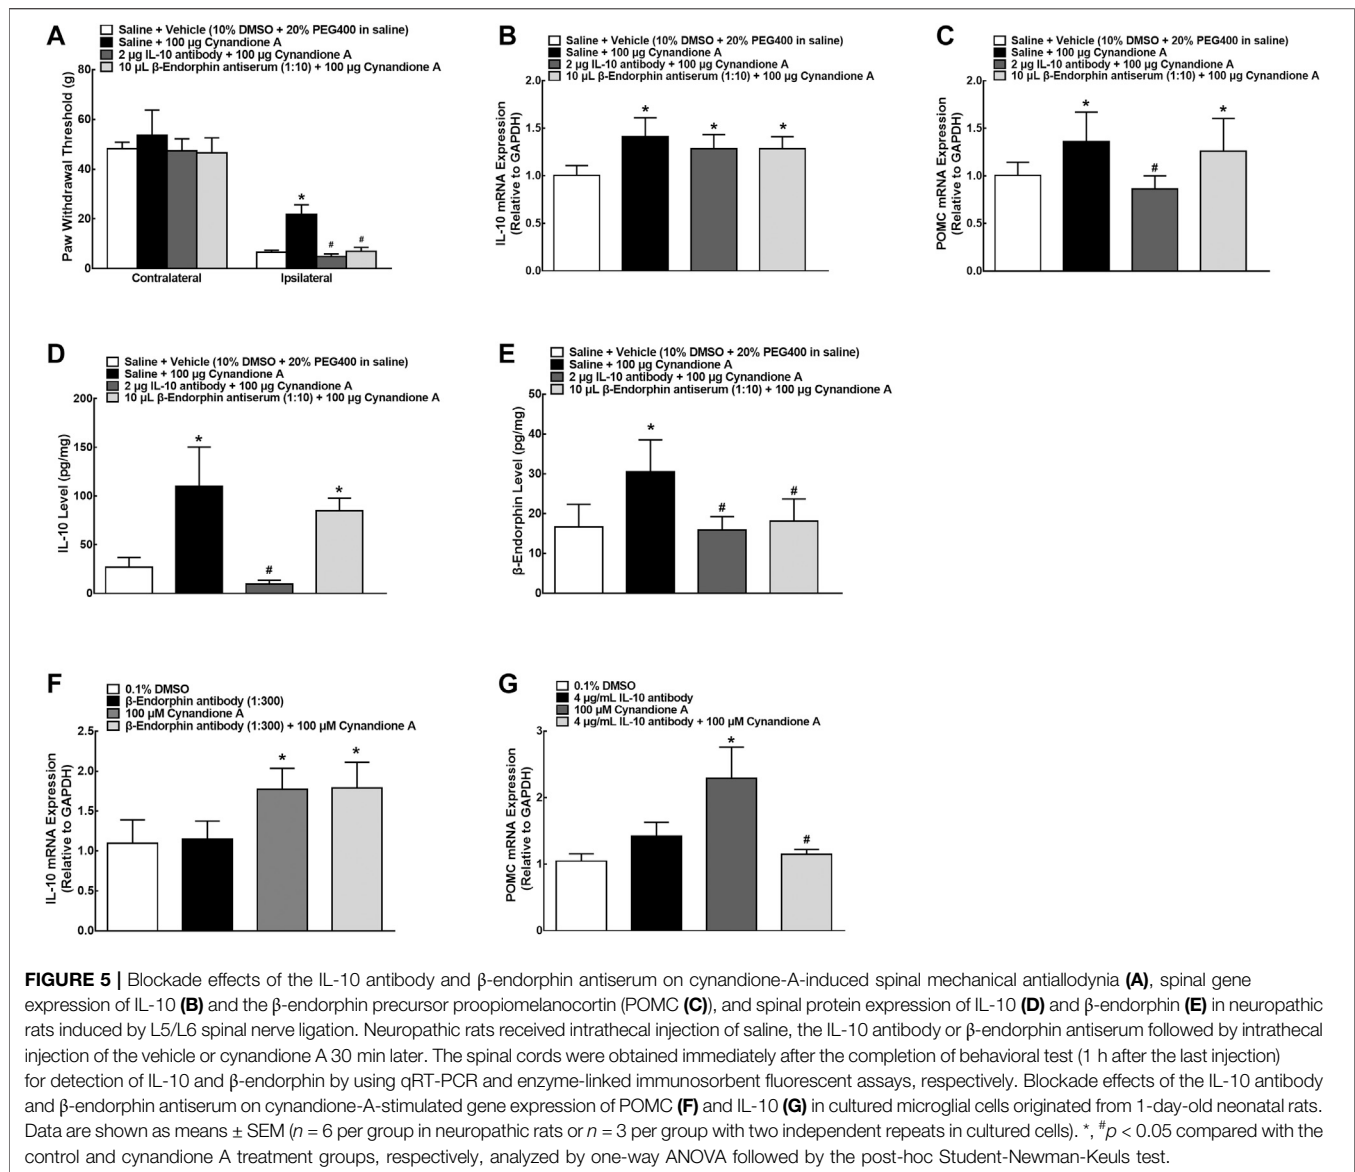 A
Saline + Vehicle (10% DMSO + 20% PEG400 in saline)
Saline + 100 µg Cynandione A
2 µg IL-10 antibody + 100 µg Cynandione A
10 µL β-Endorphin antiserum (1:10) + 100 µg Cynandione A
Paw Withdrawal Threshold (g)
80
60
40
20
0
*
#
#
Contralateral
Ipsilateral
B
Saline + Vehicle (10% DMSO + 20% PEG400 in saline)
Saline + 100 µg Cynandione A
2 µg IL-10 antibody + 100 µg Cynandione A
10 µL β-Endorphin antiserum (1:10) + 100 µg Cynandione A
IL-10 mRNA Expression
(Relative to GAPDH)
2.0
1.5
1.0
0.5
0.0
*
*
*
C
Saline + Vehicle (10% DMSO + 20% PEG400 in saline)
Saline + 100 µg Cynandione A
2 µg IL-10 antibody + 100 µg Cynandione A
10 µL β-Endorphin antiserum (1:10) + 100 µg Cynandione A
POMC mRNA Expression
(Relative to GAPDH)
2.0
1.5
1.0
0.5
0.0
*
#
*
D
Saline + Vehicle (10% DMSO + 20% PEG400 in saline)
Saline + 100 µg Cynandione A
2 µg IL-10 antibody + 100 µg Cynandione A
10 µL β-Endorphin antiserum (1:10) + 100 µg Cynandione A
IL-10 Level (pg/mg)
200
150
100
50
0
*
#
*
E
Saline + Vehicle (10% DMSO + 20% PEG400 in saline)
Saline + 100 µg Cynandione A
2 µg IL-10 antibody + 100 µg Cynandione A
10 µL β-Endorphin antiserum (1:10) + 100 µg Cynandione A
β-Endorphin Level (pg/mg)
50
40
30
20
10
0
*
#
#
F
0.1% DMSO
β-Endorphin antibody (1:300)
100 µM Cynandione A
β-Endorphin antibody (1:300) + 100 µM Cynandione A
IL-10 mRNA Expression
(Relative to GAPDH)
2.5
2.0
1.5
1.0
0.5
0.0
*
*
G
0.1% DMSO
4 µg/mL IL-10 antibody
100 µM Cynandione A
4 µg/mL IL-10 antibody + 100 µM Cynandione A
POMC mRNA Expression
(Relative to GAPDH)
3
2
1
0
*
#
FIGURE 5 | Blockade effects of the IL-10 antibody and β-endorphin antiserum on cynandione-A-induced spinal mechanical antiallodynia (A), spinal gene
expression of IL-10 (B) and the β-endorphin precursor proopiomelanocortin (POMC (C)), and spinal protein expression of IL-10 (D) and β-endorphin (E) in neuropathic
rats induced by L5/L6 spinal nerve ligation. Neuropathic rats received intrathecal injection of saline, the IL-10 antibody or β-endorphin antiserum followed by intrathecal
injection of the vehicle or cynandione A 30 min later. The spinal cords were obtained immediately after the completion of behavioral test (1 h after the last injection)
for detection of IL-10 and β-endorphin by using qRT-PCR and enzyme-linked immunosorbent fluorescent assays, respectively. Blockade effects of the IL-10 antibody
and β-endorphin antiserum on cynandione-A-stimulated gene expression of POMC (F) and IL-10 (G) in cultured microglial cells originated from 1-day-old neonatal rats.
Data are shown as means ± SEM (n = 6 per group in neuropathic rats or n = 3 per group with two independent repeats in cultured cells). *, #p < 0.05 compared with the
control and cynandione A treatment groups, respectively, analyzed by one-way ANOVA followed by the post-hoc Student-Newman-Keuls test.